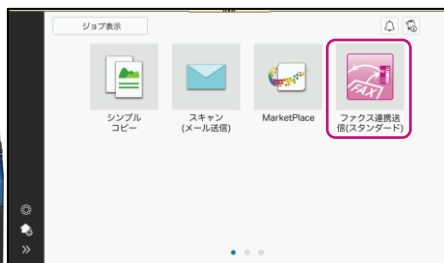 ジョブ表示
シンプル
コピー
スキャン
(メール送信)
MarketPlace
FAX
ファクス連携送
信(スタンダード)